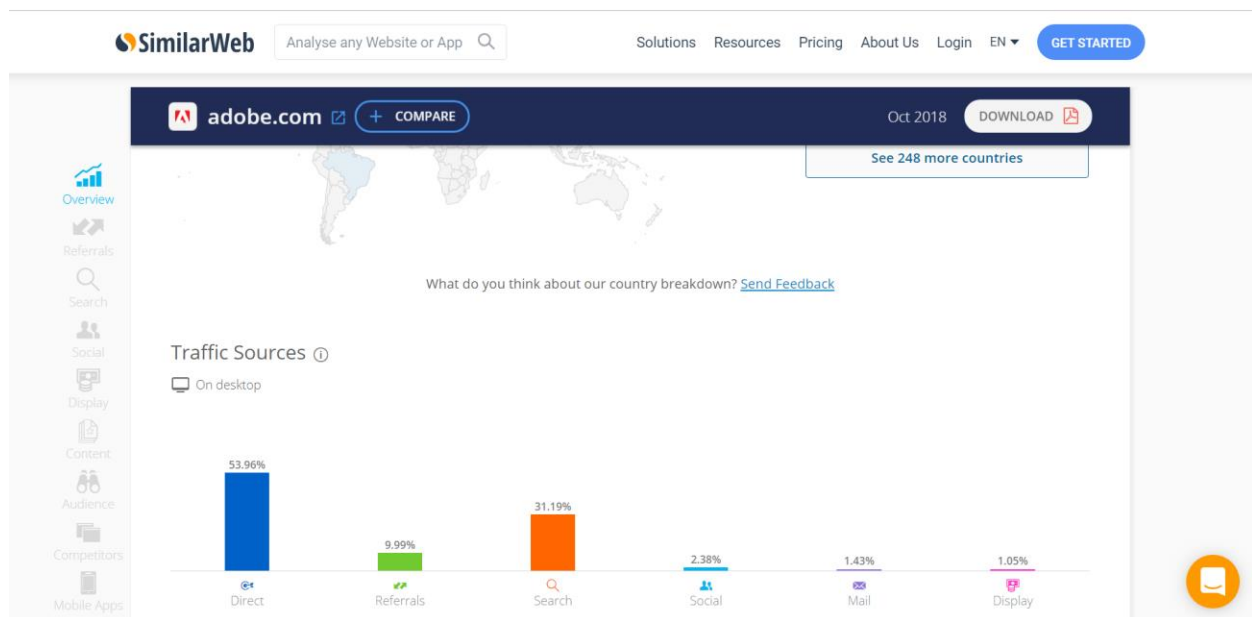 SimilarWeb Analyse any Website or App Solutions Resources Pricing About Us Login EN GET STARTED
adobe.com + COMPARE Oct 2018 DOWNLOAD
See 248 more countries
Overview
Referrals
What do you think about our country breakdown? Send Feedback
Search
Social
Traffic Sources
On desktop
Display
Content
Audience
Competitors
Mobile Apps
53.96% 9.99% 31.19% 2.38% 1.43% 1.05%
Direct Referrals Search Social Mail Display